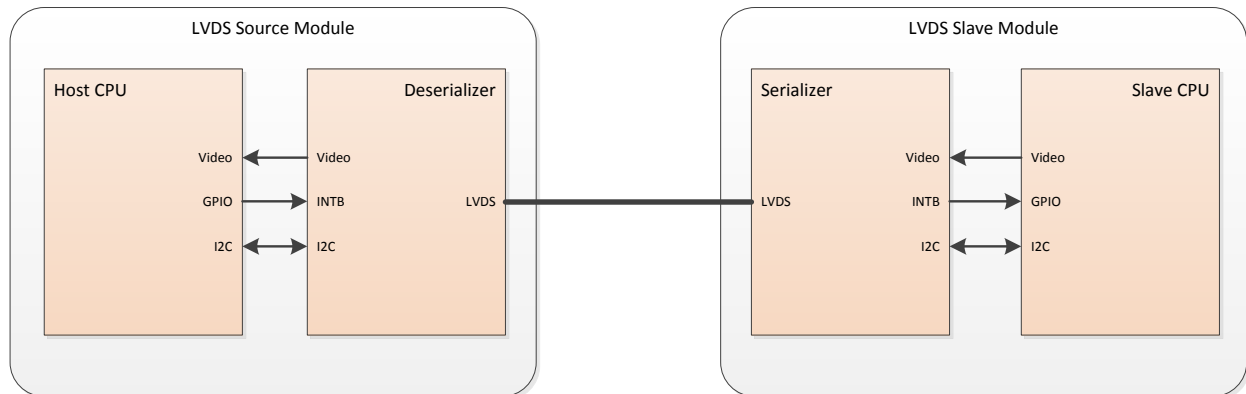 LVDS Source Module
Host CPU
Deserializer
Video
Video
GPIO
INTB
LVDS
I2C
I2C
LVDS Slave Module
Serializer
Slave CPU
Video
Video
LVDS
INTB
GPIO
I2C
I2C